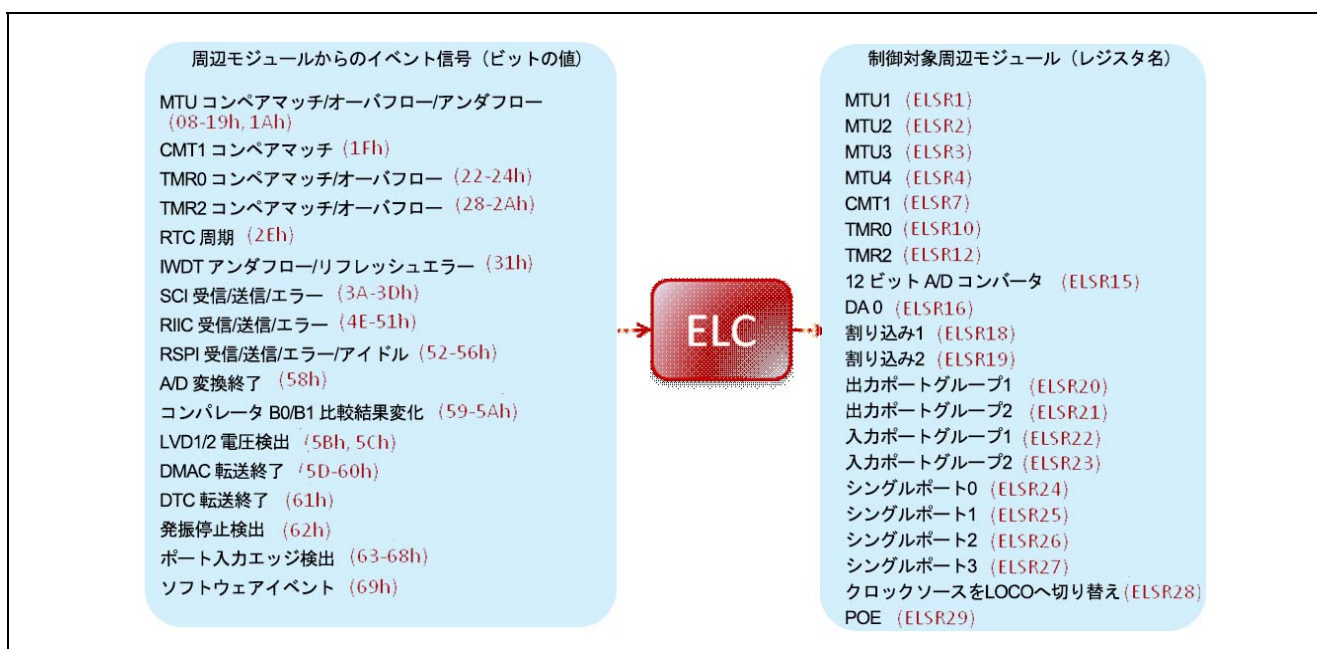 周辺モジュールからのイベント信号（ビットの値）
MTU コンペアマッチ/オーバフロー/アンダフロー
(08-19h, 1Ah)
CMT1 コンペアマッチ (1Fh)
TMR0 コンペアマッチ/オーバフロー (22-24h)
TMR2 コンペアマッチ/オーバフロー (28-2Ah)
RTC 周期 (2Eh)
IWDT アンダフロー/リフレッシュエラー (31h)
SCI 受信/送信/エラー (3A-3Dh)
RIIC 受信/送信/エラー (4E-51h)
RSPI 受信/送信/エラー/アイドル (52-56h)
A/D 変換終了 (58h)
コンパレータ B0/B1 比較結果変化 (59-5Ah)
LVD1/2 電圧検出 (5Bh, 5Ch)
DMAC 転送終了 (5D-60h)
DTC 転送終了 (61h)
発振停止検出 (62h)
ポート入力エッジ検出 (63-68h)
ソフトウェアイベント (69h)
ELC
制御対象周辺モジュール（レジスタ名）
MTU1 (ELSR1)
MTU2 (ELSR2)
MTU3 (ELSR3)
MTU4 (ELSR4)
CMT1 (ELSR7)
TMR0 (ELSR10)
TMR2 (ELSR12)
12 ビット A/D コンバータ (ELSR15)
DA 0 (ELSR16)
割り込み1 (ELSR18)
割り込み2 (ELSR19)
出力ポートグループ1 (ELSR20)
出力ポートグループ2 (ELSR21)
入力ポートグループ1 (ELSR22)
入力ポートグループ2 (ELSR23)
シングルポート0 (ELSR24)
シングルポート1 (ELSR25)
シングルポート2 (ELSR26)
シングルポート3 (ELSR27)
クロックソースをLOCOへ切り替え (ELSR28)
POE (ELSR29)